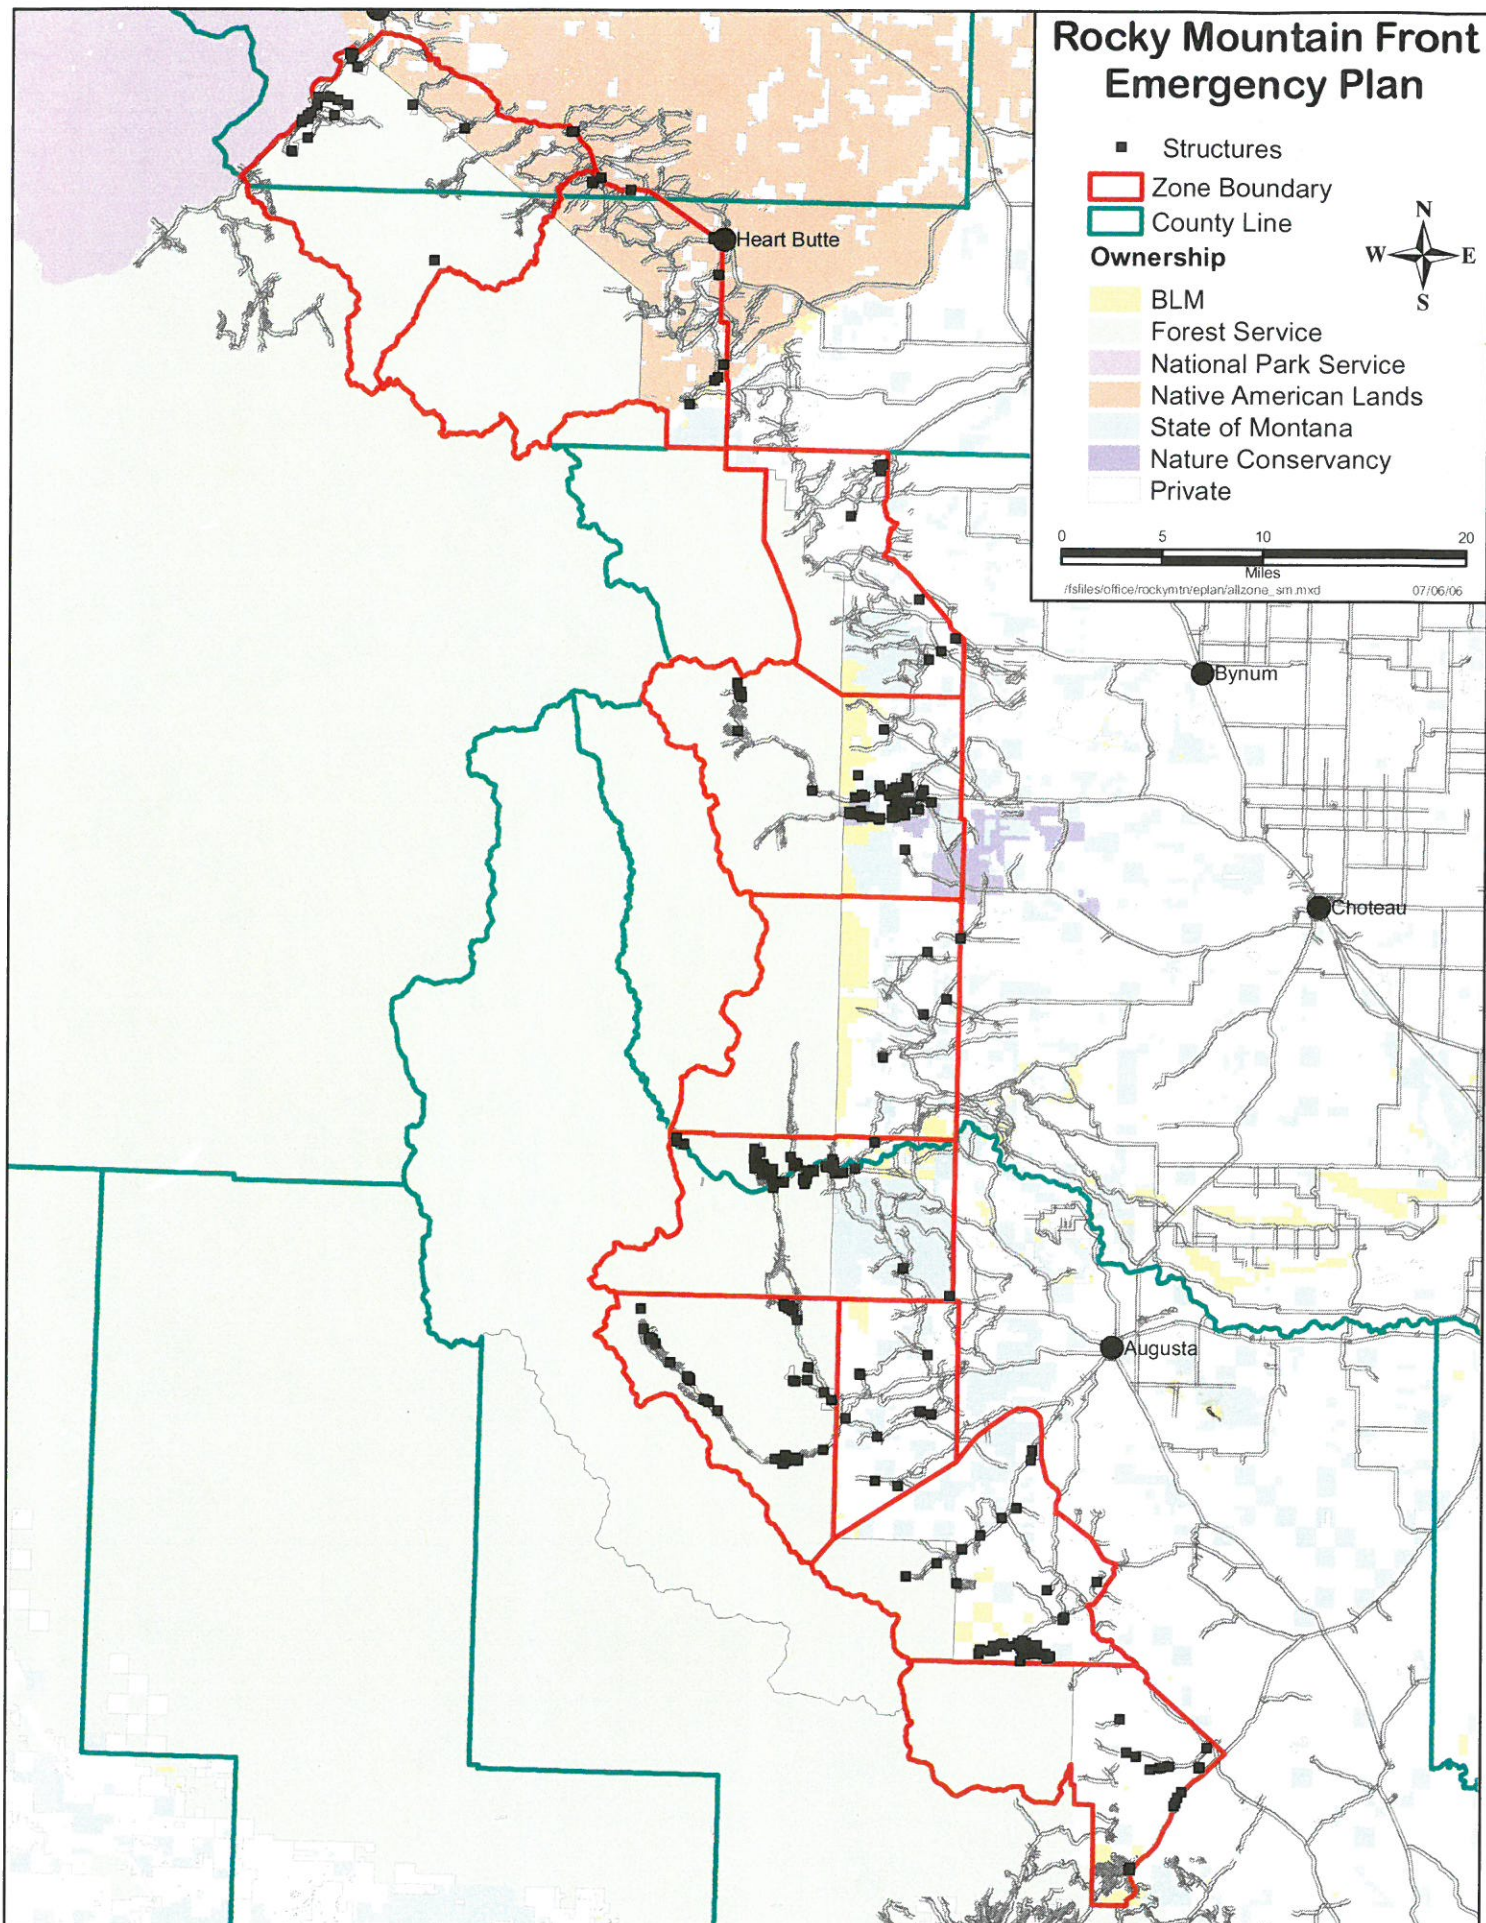 Rocky Mountain Front
Emergency Plan
Structures
Zone Boundary
County Line
Ownership
BLM
Forest Service
National Park Service
Native American Lands
State of Montana
Nature Conservancy
Private
N
W E
S
0 5 10 20
Miles
/fsfiles/office/rockymtn/eplan/allzone_sm.mxd 07/06/06
Heart Butte
Bynum
Choteau
Augusta